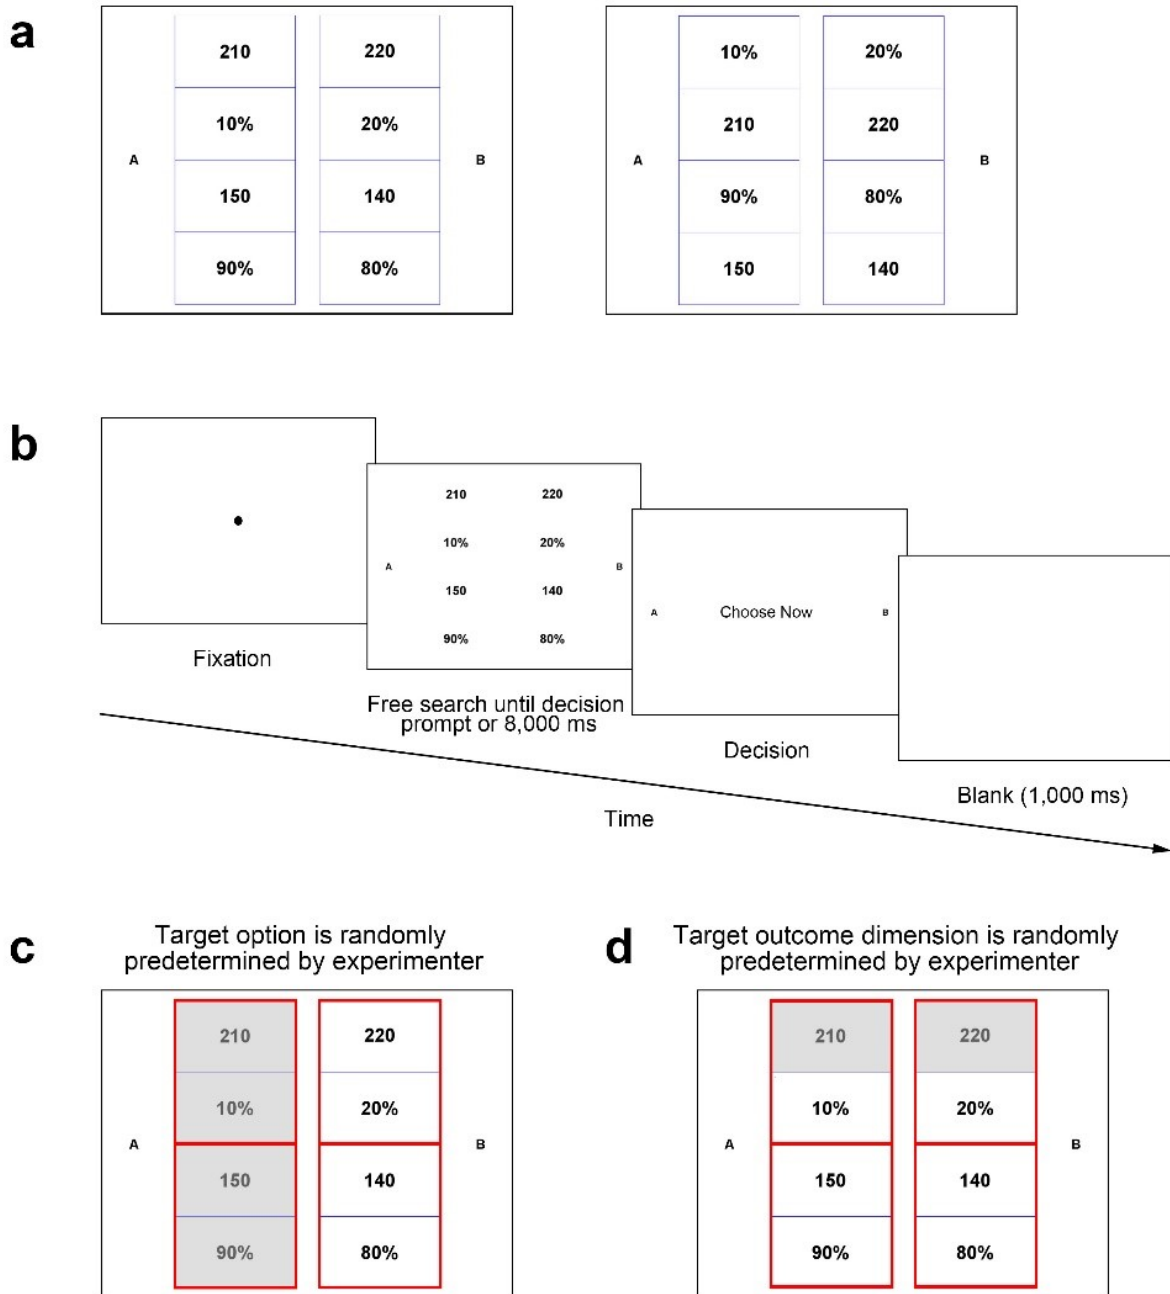 a
210 220 10% 20%
10% 20% 210 220
A B A B
150 140 90% 80%
90% 80% 150 140
b
210 220
10% 20%
A B
150 140
90% 80%
A Choose Now B
Fixation
Free search until decision
prompt or 8,000 ms
Decision
Blank (1,000 ms)
Time
c
Target option is randomly
predetermined by experimenter
210 220
10% 20%
A B
150 140
90% 80%
d
Target outcome dimension is randomly
predetermined by experimenter
210 220
10% 20%
A B
150 140
90% 80%